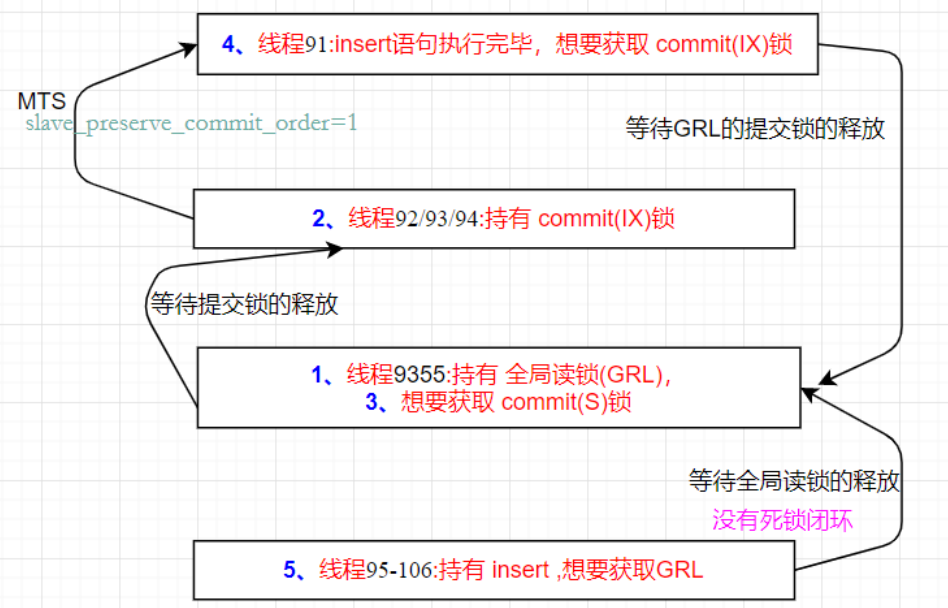 4、线程91:insert语句执行完毕，想要获取 commit(IX)锁
MTS
slave_preserve_commit_order=1
等待GRL的提交锁的释放
2、线程92/93/94:持有 commit(IX)锁
等待提交锁的释放
1、线程9355:持有 全局读锁(GRL)，
3、想要获取 commit(S)锁
等待全局读锁的释放
没有死锁闭环
5、线程95-106:持有 insert ,想要获取GRL